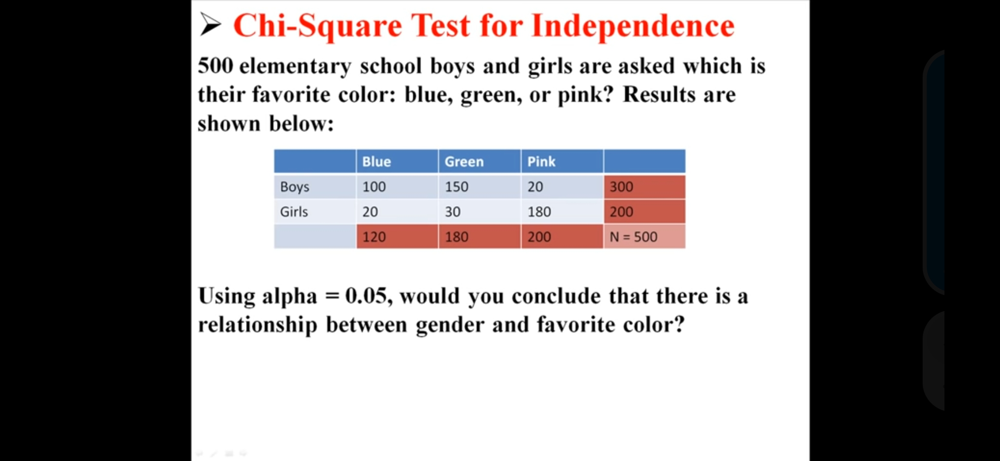 Chi-Square Test for Independence
500 elementary school boys and girls are asked which is
their favorite color: blue, green, or pink? Results are
shown below:
Blue Green Pink
Boys 100 150 20 300
Girls 20 30 180 200
120 180 200 N = 500
Using alpha = 0.05, would you conclude that there is a
relationship between gender and favorite color?